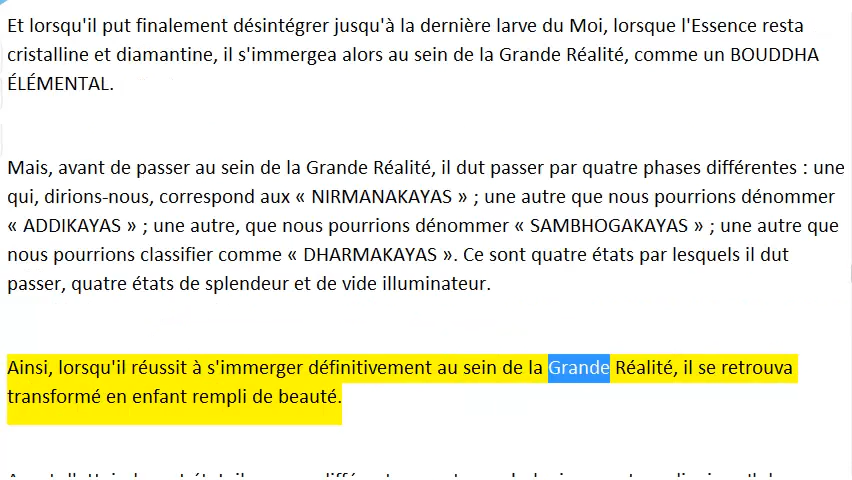 Et lorsqu'il put finalement désintégrer jusqu'à la dernière larve du Moi, lorsque l'Essence resta
cristalline et diamantine, il s'immergea alors au sein de la Grande Réalité, comme un BOUDDHA
ÉLÉMENTAL.
Mais, avant de passer au sein de la Grande Réalité, il dut passer par quatre phases différentes : une
qui, dirions-nous, correspond aux « NIRMANAKAYAS » ; une autre que nous pourrions dénommer
« ADDIKAYAS » ; une autre, que nous pourrions dénommer « SAMBHOGAKAYAS » ; une autre que
nous pourrions classifier comme « DHARMAKAYAS ». Ce sont quatre états par lesquels il dut
passer, quatre états de splendeur et de vide illuminateur.
Ainsi, lorsqu'il réussit à s'immerger définitivement au sein de la Grande Réalité, il se retrouva
transformé en enfant rempli de beauté.